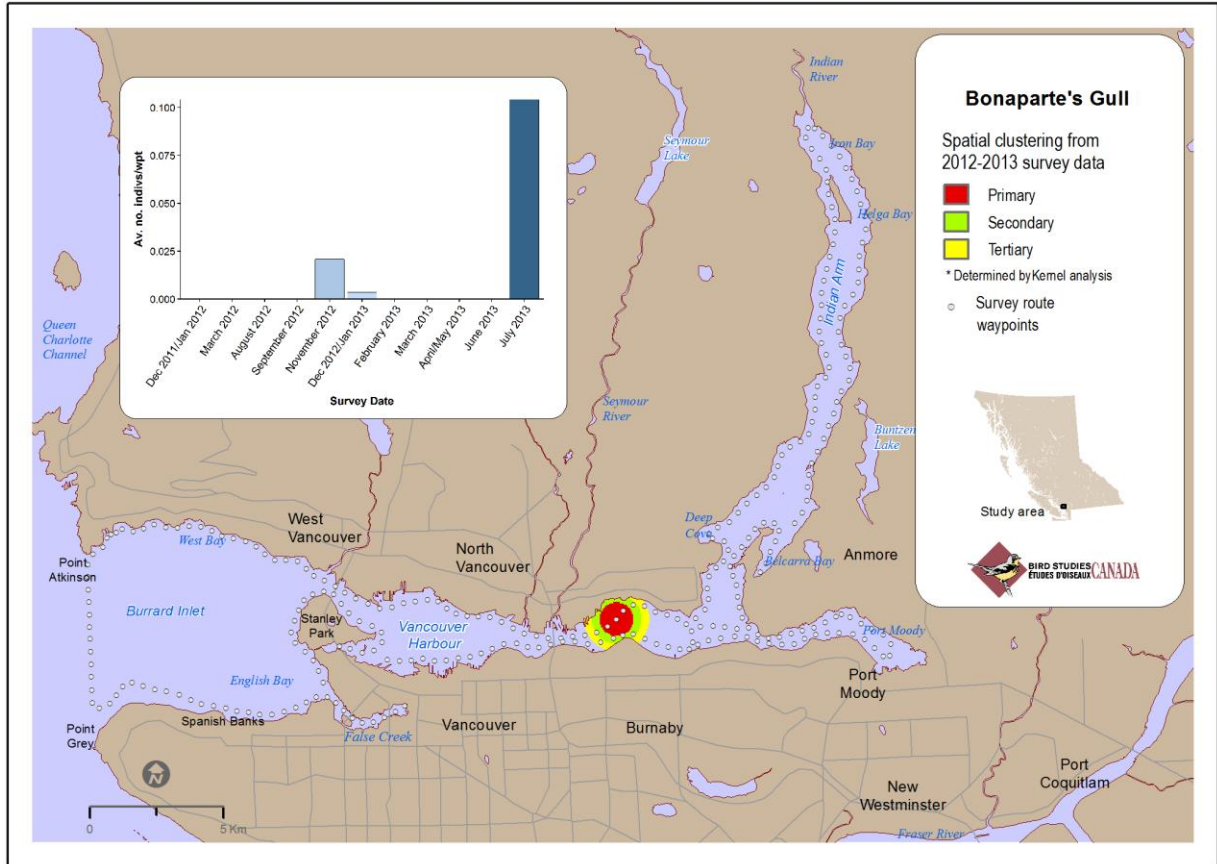 Bonaparte's Gull
Spatial clustering from
2012-2013 survey data
Primary
Secondary
Tertiary
* Determined by Kernel analysis
Survey route
waypoints
Study area
BIRD STUDIES
ÉTUDES D'OISEAUX
CANADA
0.100
0.075
0.050
0.025
0.000
Av. no. indivs/wpt
Dec 2011/Jan 2012
March 2012
August 2012
September 2012
November 2012
Dec 2012/Jan 2013
February 2013
March 2013
April/May 2013
June 2013
July 2013
Survey Date
Indian
River
Iron Bay
Seymour
Lake
Helga Bay
Indian Arm
Queen
Charlotte
Channel
Seymour
River
Buntzen
Lake
Deep
Cove
West
Vancouver
West Bay
North
Vancouver
Belcarra Bay
Anmore
Point
Atkinson
Burrard Inlet
Stanley
Park
Vancouver
Harbour
Port Moody
English Bay
Port
Moody
Spanish Banks
Point
Grey
False Creek
Vancouver
Burnaby
Port
Coquitlam
New
Westminster
Fraser River
N
0
5 Km